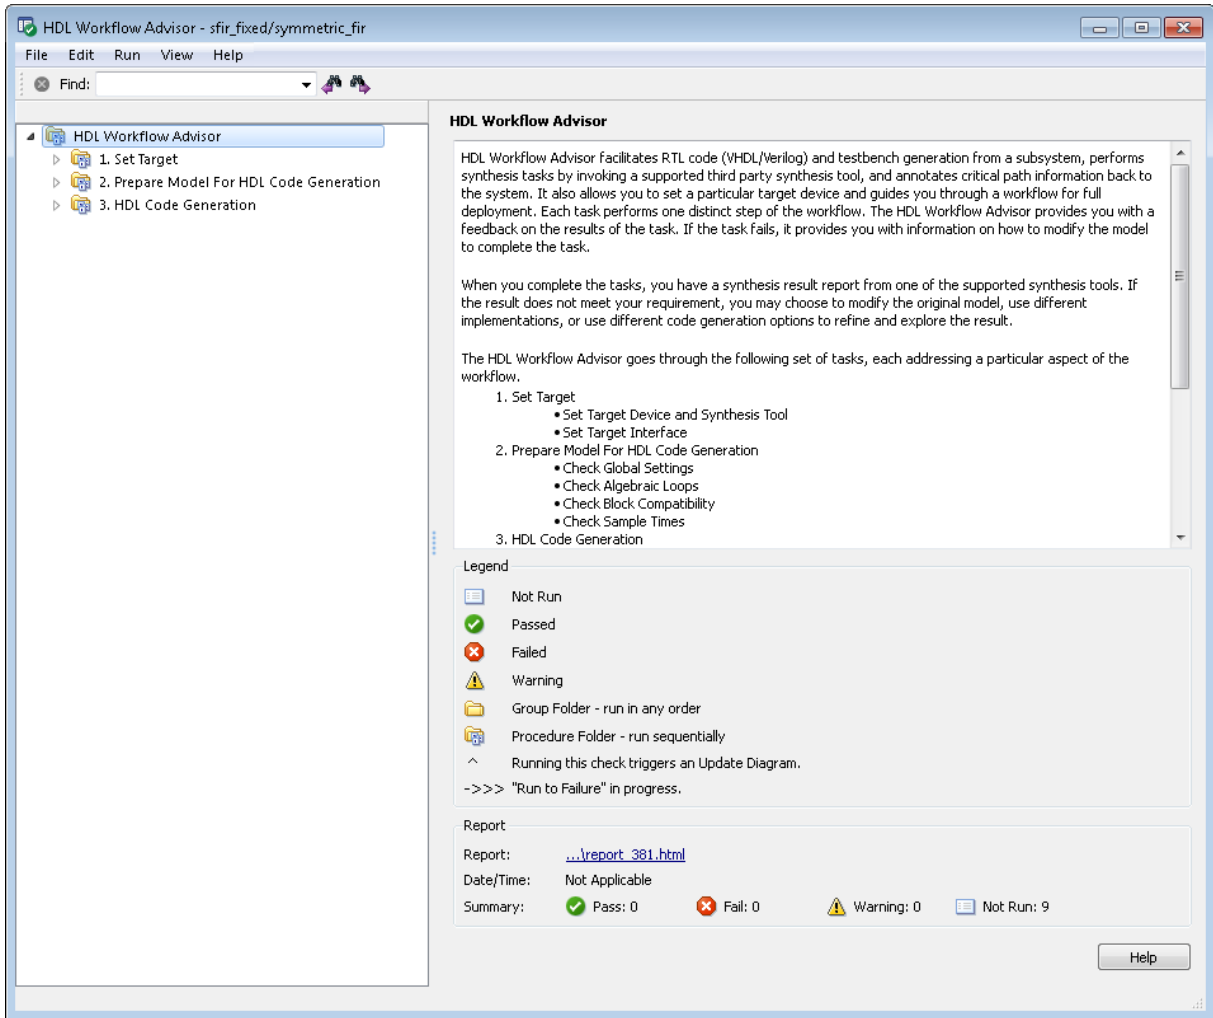 HDL Workflow Advisor - sfir_fixed/symmetric_fir
File Edit Run View Help
Find:
HDL Workflow Advisor
1. Set Target
2. Prepare Model For HDL Code Generation
3. HDL Code Generation
HDL Workflow Advisor
HDL Workflow Advisor facilitates RTL code (VHDL/Verilog) and testbench generation from a subsystem, performs
synthesis tasks by invoking a supported third party synthesis tool, and annotates critical path information back to
the system. It also allows you to set a particular target device and guides you through a workflow for full
deployment. Each task performs one distinct step of the workflow. The HDL Workflow Advisor provides you with a
feedback on the results of the task. If the task fails, it provides you with information on how to modify the model
to complete the task.
When you complete the tasks, you have a synthesis result report from one of the supported synthesis tools. If
the result does not meet your requirement, you may choose to modify the original model, use different
implementations, or use different code generation options to refine and explore the result.
The HDL Workflow Advisor goes through the following set of tasks, each addressing a particular aspect of the
workflow.
1. Set Target
• Set Target Device and Synthesis Tool
• Set Target Interface
2. Prepare Model For HDL Code Generation
• Check Global Settings
• Check Algebraic Loops
• Check Block Compatibility
• Check Sample Times
3. HDL Code Generation
Legend
Not Run
Passed
Failed
Warning
Group Folder - run in any order
Procedure Folder - run sequentially
^ Running this check triggers an Update Diagram.
->>> "Run to Failure" in progress.
Report
Report: ...\report_381.html
Date/Time: Not Applicable
Summary: Pass: 0 Fail: 0 Warning: 0 Not Run: 9
Help